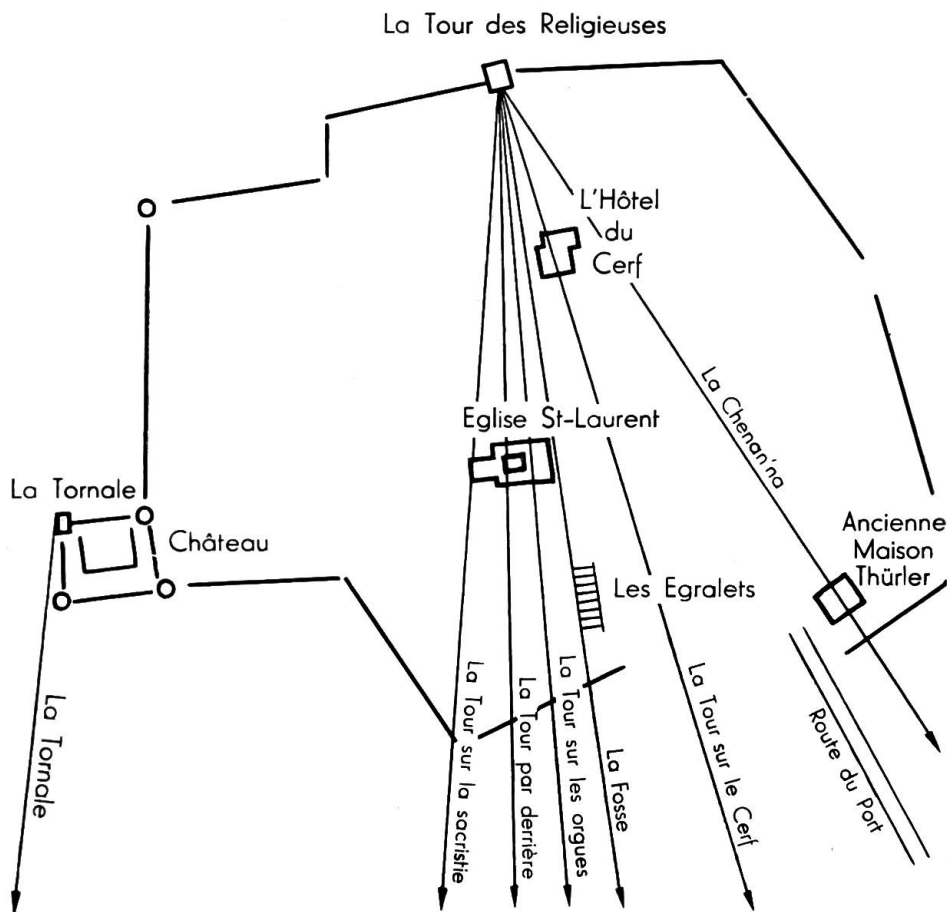 La Tour des Religieuses
L'Hôtel
du
Cerf
La Chenan'na
Eglise St-Laurent
La Tornale
Château
Ancienne
Maison
Thürler
Les Egralets
La Tornale
La Tour sur la sacristie
La Tour par derrière
La Tour sur les orgues
La Fosse
La Tour sur le Cerf
Route du Port